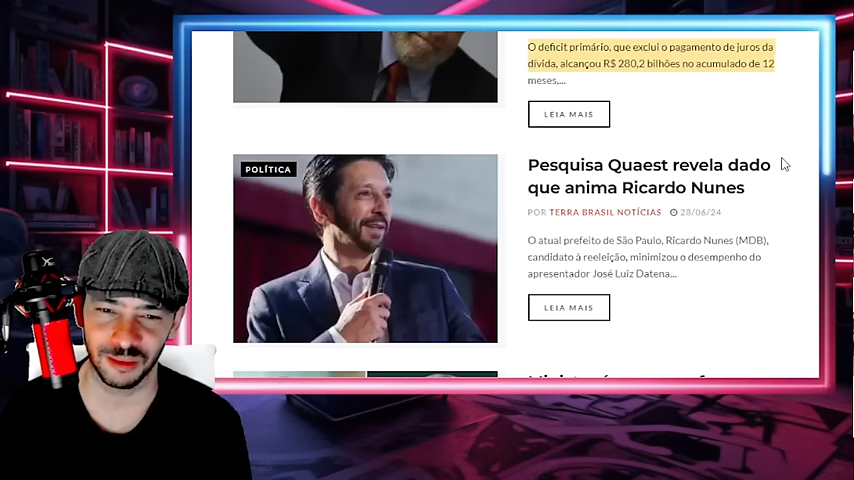 O deficit primário, que exclui o pagamento de juros da
dívida, alcançou R$ 280,2 bilhões no acumulado de 12
meses,...
LEIA MAIS
POLÍTICA
Pesquisa Quaest revela dado
que anima Ricardo Nunes
POR TERRA BRASIL NOTÍCIAS 28/06/24
O atual prefeito de São Paulo, Ricardo Nunes (MDB),
candidato à reeleição, minimizou o desempenho do
apresentador José Luiz Datena...
LEIA MAIS